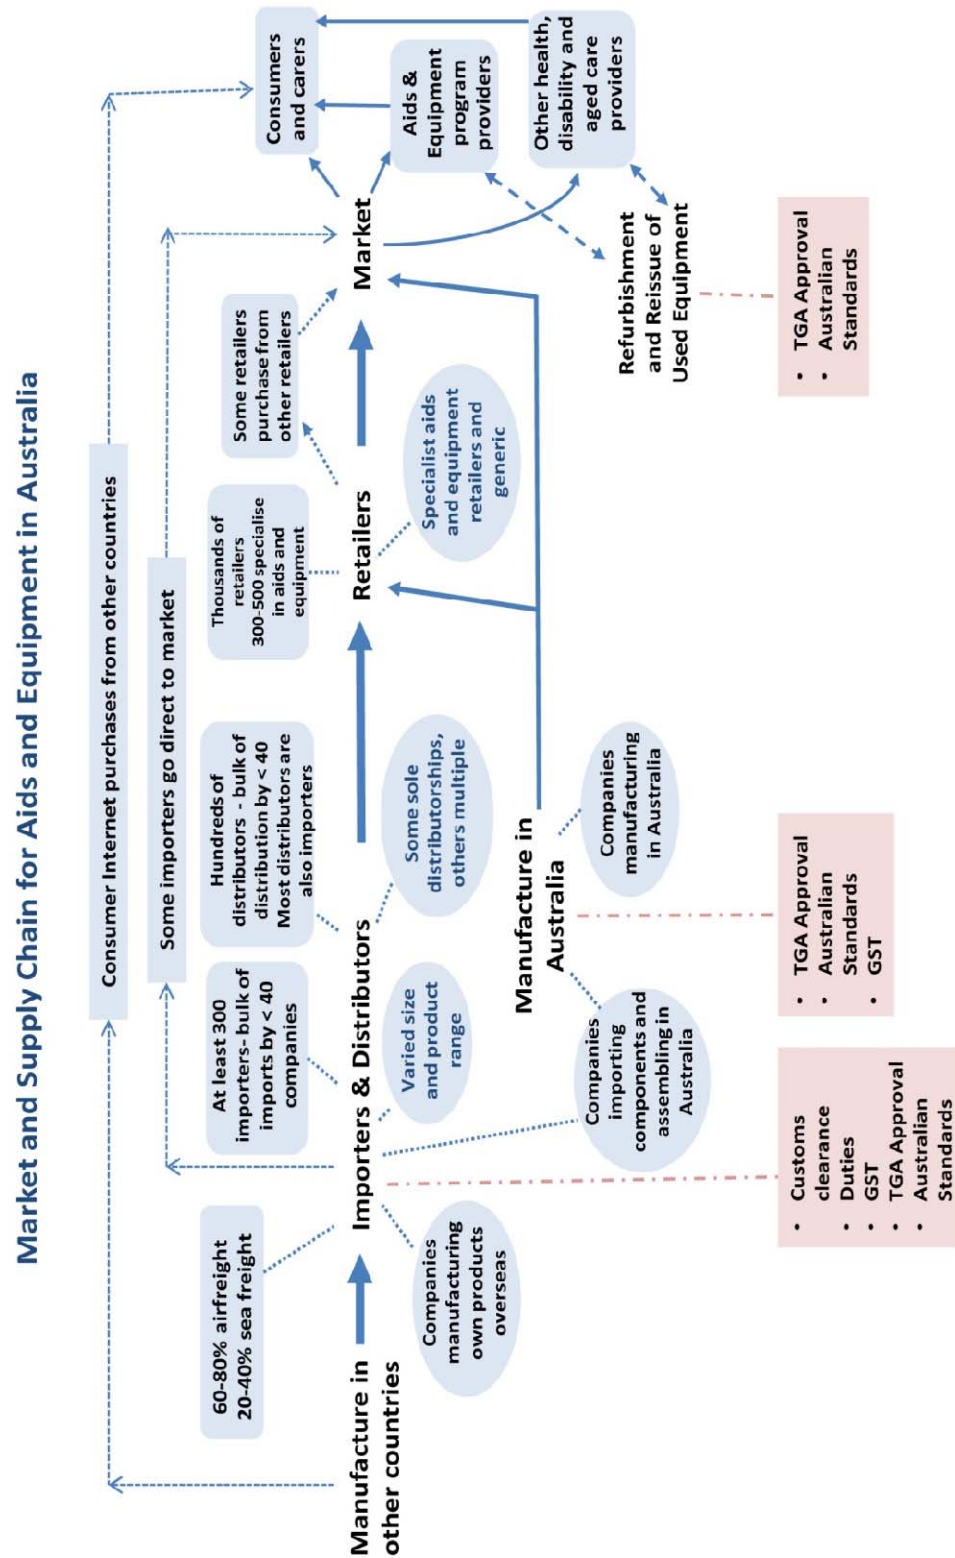 Market and Supply Chain for Aids and Equipment in Australia
Consumer Internet purchases from other countries
Some importers go direct to market
60-80% airfreight
20-40% sea freight
At least 300
importers- bulk of
imports by < 40
companies
Hundreds of
distributors - bulk of
distribution by < 40
Most distributors are
also importers
Thousands of
retailers
300-500 specialise
in aids and
equipment
Some retailers
purchase from
other retailers
Consumers
and carers
Manufacture in
other countries
Importers & Distributors
Retailers
Market
Aids &
Equipment
program
providers
Companies
manufacturing
own products
overseas
Varied size
and product
range
Some sole
distributorships,
others multiple
Specialist aids
and equipment
retailers and
generic
Other health,
disability and
aged care
providers
Companies
importing
components and
assembling in
Australia
Manufacture in
Australia
Companies
manufacturing
in Australia
Refurbishment
and Reissue of
Used Equipment
• Customs
clearance
• Duties
• GST
• TGA Approval
• Australian
Standards
• TGA Approval
• Australian
Standards
• GST
• TGA Approval
• Australian
Standards